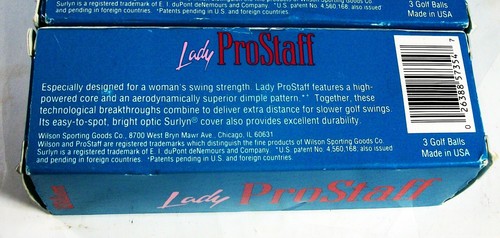 Surlyn is a registered trademark of E. I. duPont deNemours and Company. *U.S. patent No. 4,560,168; also issued
and pending in foreign countries. ⁺Patents pending in U.S. and foreign countries.
3 Golf Balls
Made in USA
Lady ProStaff
Especially designed for a woman's swing strength. Lady ProStaff features a high-
powered core and an aerodynamically superior dimple pattern.*⁺ Together, these
technological breakthroughs combine to deliver extra distance for slower golf swings.
Its easy-to-spot, bright optic Surlyn® cover also provides excellent durability.
Wilson Sporting Goods Co., 8700 West Bryn Mawr Ave., Chicago, IL 60631
Wilson and ProStaff are registered trademarks which distinguish the fine products of Wilson Sporting Goods Co.
Surlyn is a registered trademark of E. I. duPont deNemours and Company. *U.S. patent No. 4,560,168; also issued
and pending in foreign countries. ⁺Patents pending in U.S. and foreign countries.
0 26388 57354 7
3 Golf Balls
Made in USA
Lady ProStaff